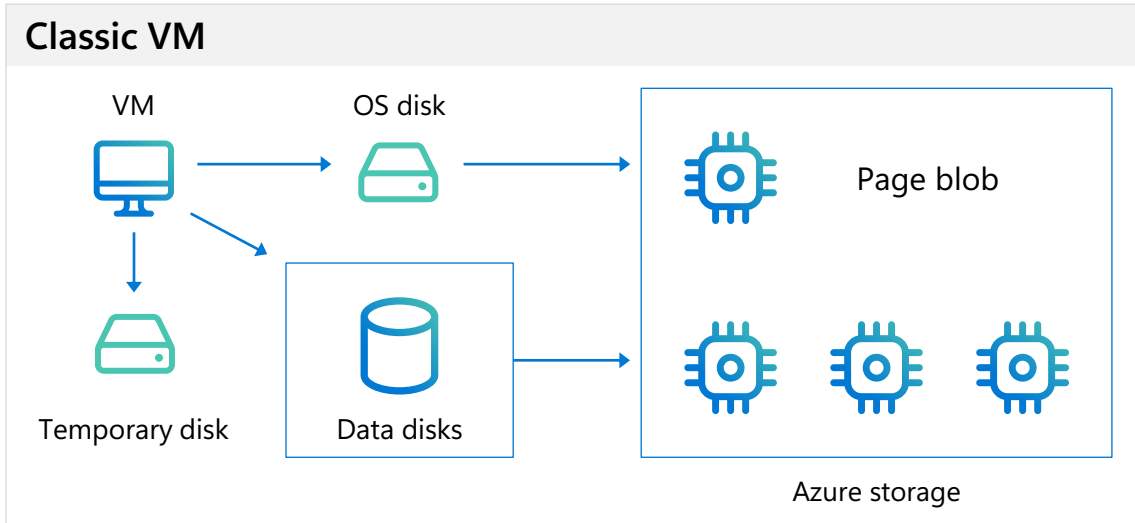 Classic VM
VM
OS disk
Page blob
Temporary disk
Data disks
Azure storage